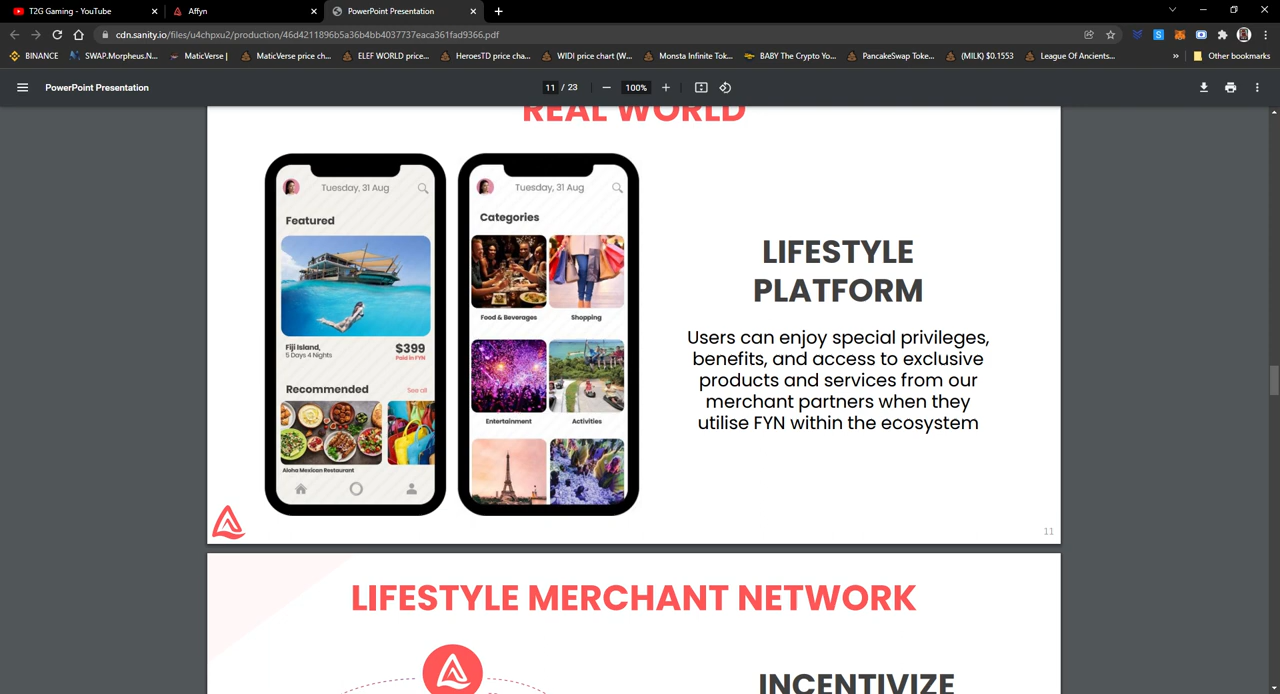 T2G Gaming - YouTube
Affyn
PowerPoint Presentation
cdn.sanity.io/files/u4chpxu2/production/46d4211896b5a36b4bb4037737eaca361fad9366.pdf
BINANCE
SWAP.Morpheus.N...
MaticVerse |
MaticVerse price ch...
ELEF WORLD price...
HeroesTD price cha...
WIDI price chart (W...
Monsta Infinite Tok...
BABY The Crypto Yo...
PancakeSwap Toke...
(MILK) $0.1553
League Of Ancients...
»
Other bookmarks
PowerPoint Presentation
11 / 23
100%
REAL WORLD
Tuesday, 31 Aug
Featured
Fiji Island,
5 Days 4 Nights
$399
Paid in FYN
Recommended
See all
Aloha Mexican Restaurant
Tuesday, 31 Aug
Categories
Food & Beverages
Shopping
Entertainment
Activities
LIFESTYLE
PLATFORM
Users can enjoy special privileges,
benefits, and access to exclusive
products and services from our
merchant partners when they
utilise FYN within the ecosystem
11
LIFESTYLE MERCHANT NETWORK
INCENTIVIZE